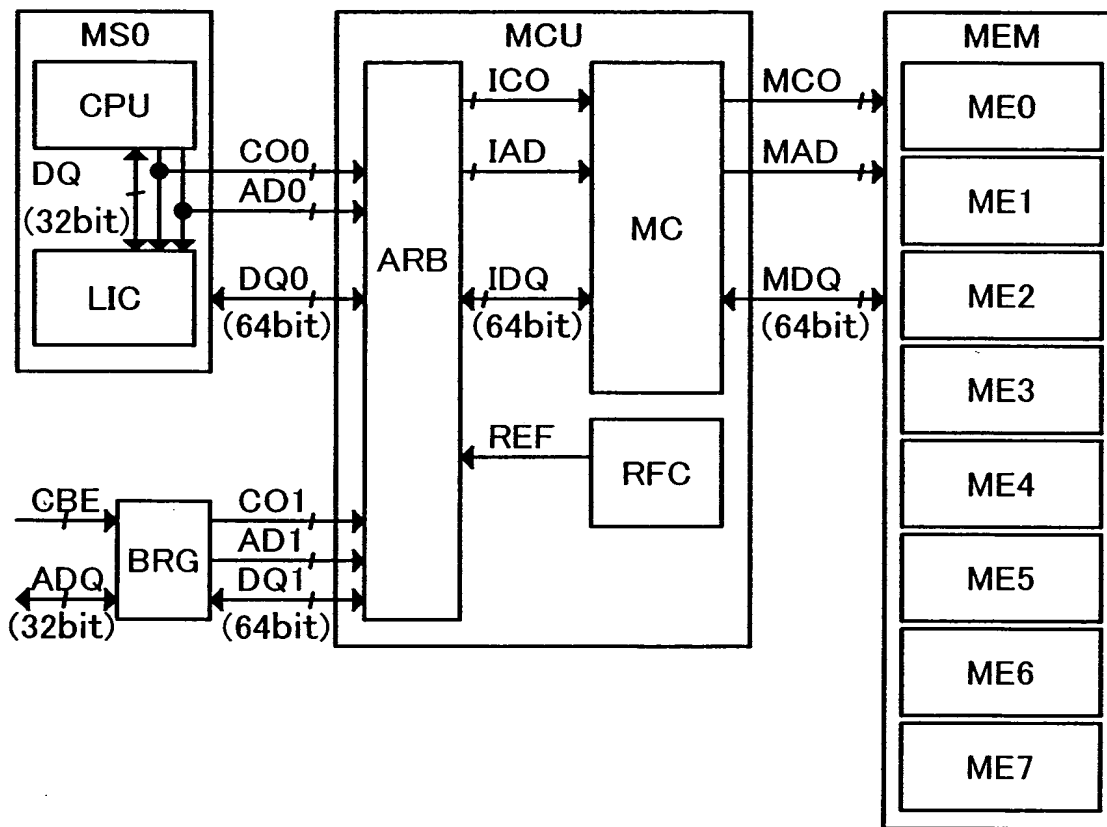 MS0
CPU
DQ
(32bit)
LIC
CO0
AD0
DQ0
(64bit)
CBE
ADQ
(32bit)
BRG
CO1
AD1
DQ1
(64bit)
MCU
ARB
ICO
IAD
IDQ
(64bit)
REF
MC
RFC
MCO
MAD
MDQ
(64bit)
MEM
ME0
ME1
ME2
ME3
ME4
ME5
ME6
ME7